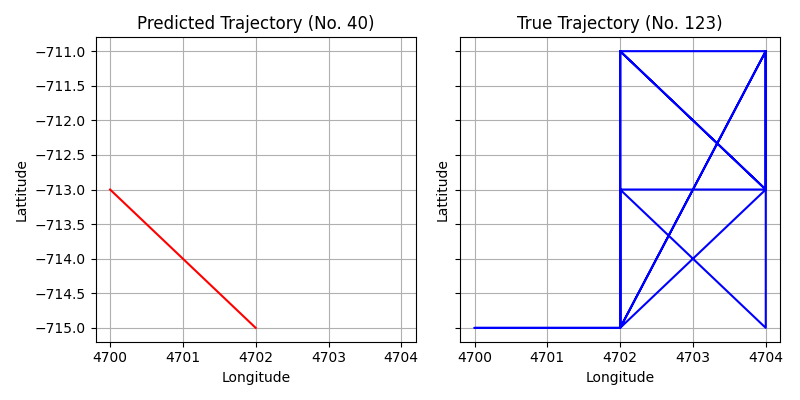 Predicted Trajectory (No. 40)
True Trajectory (No. 123)
−711.0
−711.5
−712.0
−712.5
−713.0
−713.5
−714.0
−714.5
−715.0
Lattitude
Lattitude
4700 4701 4702 4703 4704
4700 4701 4702 4703 4704
Longitude
Longitude